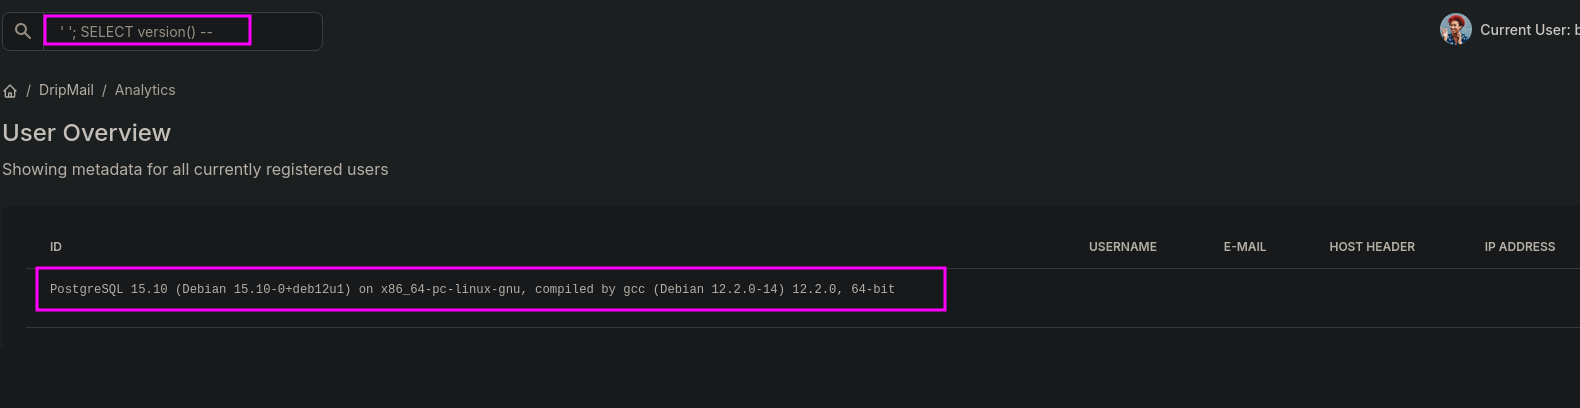 ' '; SELECT version() --
Current User: b
/ DripMail / Analytics
User Overview
Showing metadata for all currently registered users
ID USERNAME E-MAIL HOST HEADER IP ADDRESS
PostgreSQL 15.10 (Debian 15.10-0+deb12u1) on x86_64-pc-linux-gnu, compiled by gcc (Debian 12.2.0-14) 12.2.0, 64-bit